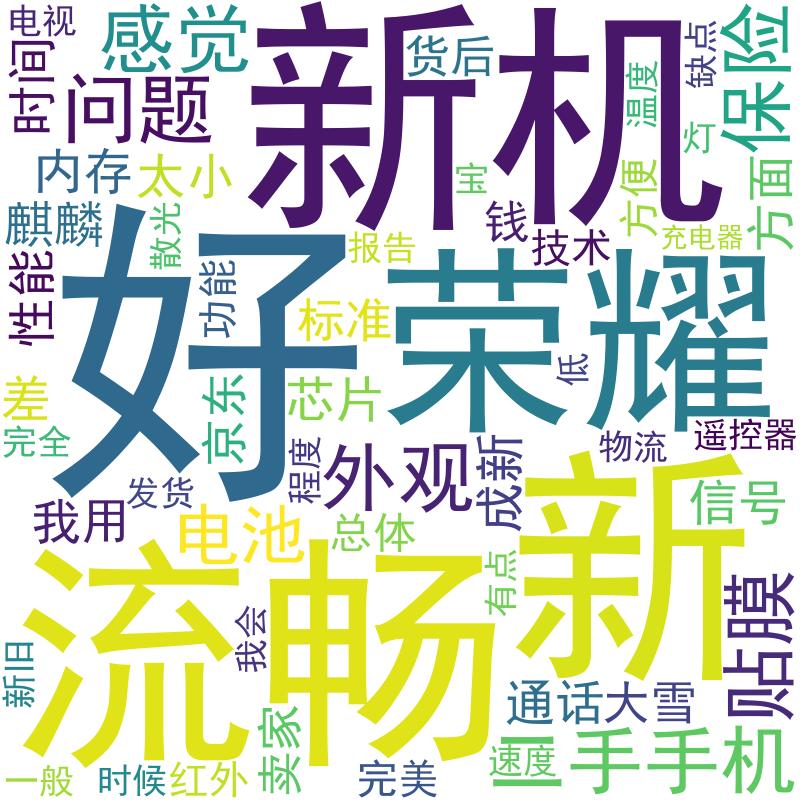 电视
感觉
新机
货后
缺点
保险
时间
问题
温度
灯
内存
太小
宝
方便
方面
麒麟
散光
钱
技术
充电器
报告
性能
功能
好
荣耀
标准
低
差
京东
芯片
完全
程度
外观
成新
物流
遥控器
发货
我用
电池
总体
新
信号
流畅
有点
贴膜
我会
新旧
通话
大雪
卖家
二手手机
速度
一般
时候
红外
完美